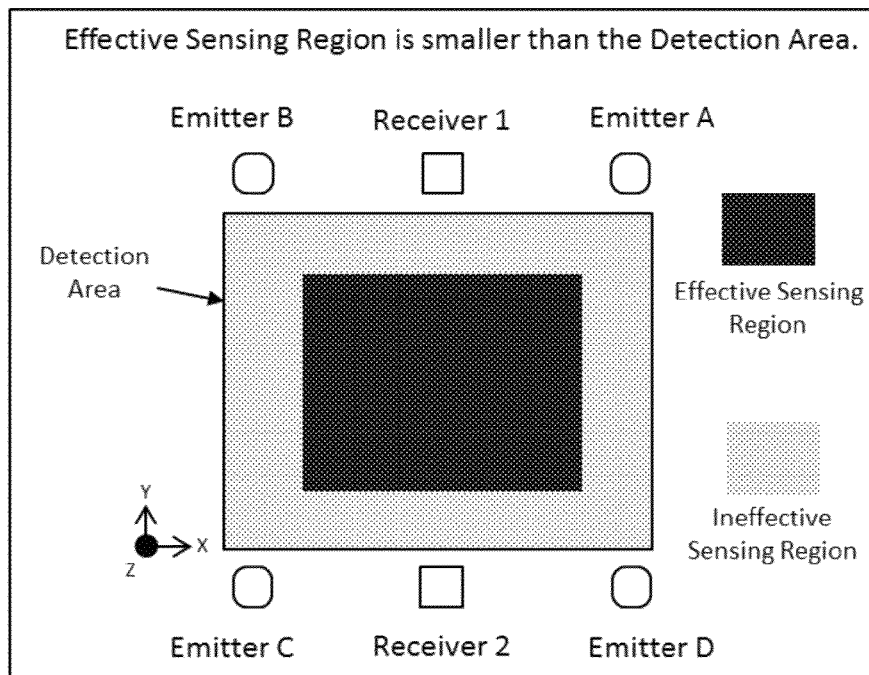 Effective Sensing Region is smaller than the Detection Area.
Emitter B
Receiver 1
Emitter A
Detection
Area
Effective Sensing
Region
Y
X
Z
Ineffective
Sensing Region
Emitter C
Receiver 2
Emitter D